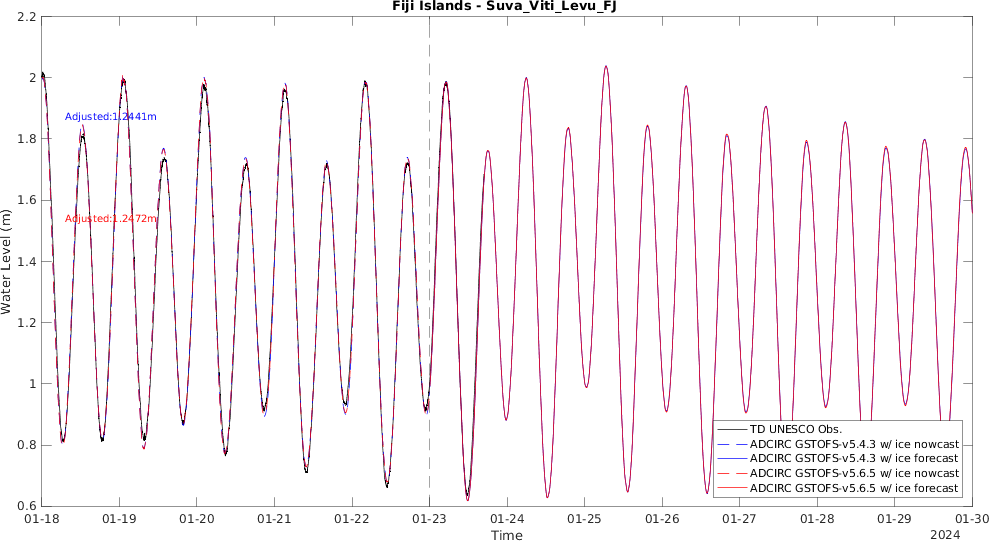 Fiji Islands - Suva_Viti_Levu_FJ
2.2
2
1.8
1.6
1.4
1.2
1
0.8
0.6
Water Level (m)
Adjusted:1.2441m
Adjusted:1.2472m
TD UNESCO Obs.
ADCIRC GSTOFS-v5.4.3 w/ ice nowcast
ADCIRC GSTOFS-v5.4.3 w/ ice forecast
ADCIRC GSTOFS-v5.6.5 w/ ice nowcast
ADCIRC GSTOFS-v5.6.5 w/ ice forecast
01-18 01-19 01-20 01-21 01-22 01-23 01-24 01-25 01-26 01-27 01-28 01-29 01-30
Time
2024